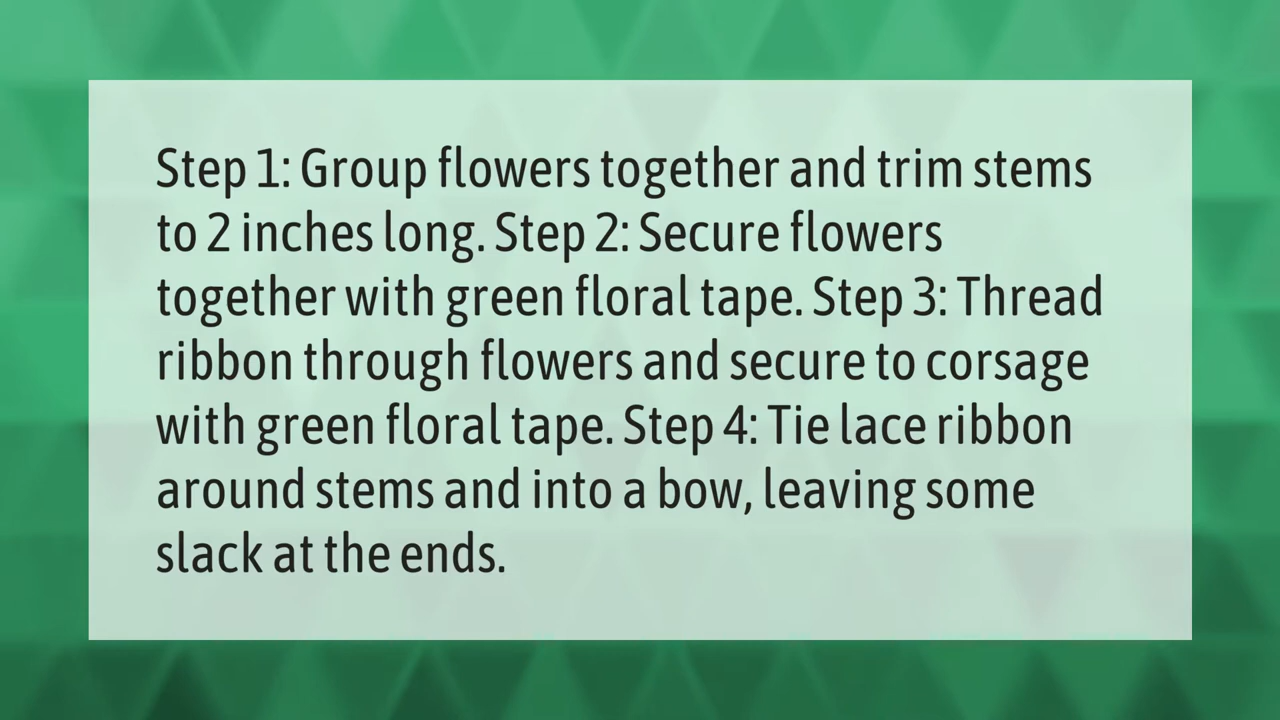 Step 1: Group flowers together and trim stems
to 2 inches long. Step 2: Secure flowers
together with green floral tape. Step 3: Thread
ribbon through flowers and secure to corsage
with green floral tape. Step 4: Tie lace ribbon
around stems and into a bow, leaving some
slack at the ends.